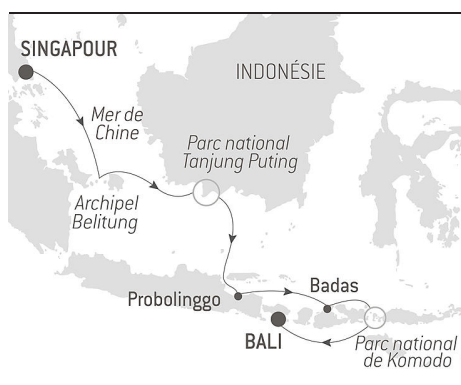 SINGAPOUR
INDONÉSIE
Mer de
Chine
Parc national
Tanjung Puting
Archipel
Belitung
Probolinggo
Badas
BALI
Parc national
de Komodo